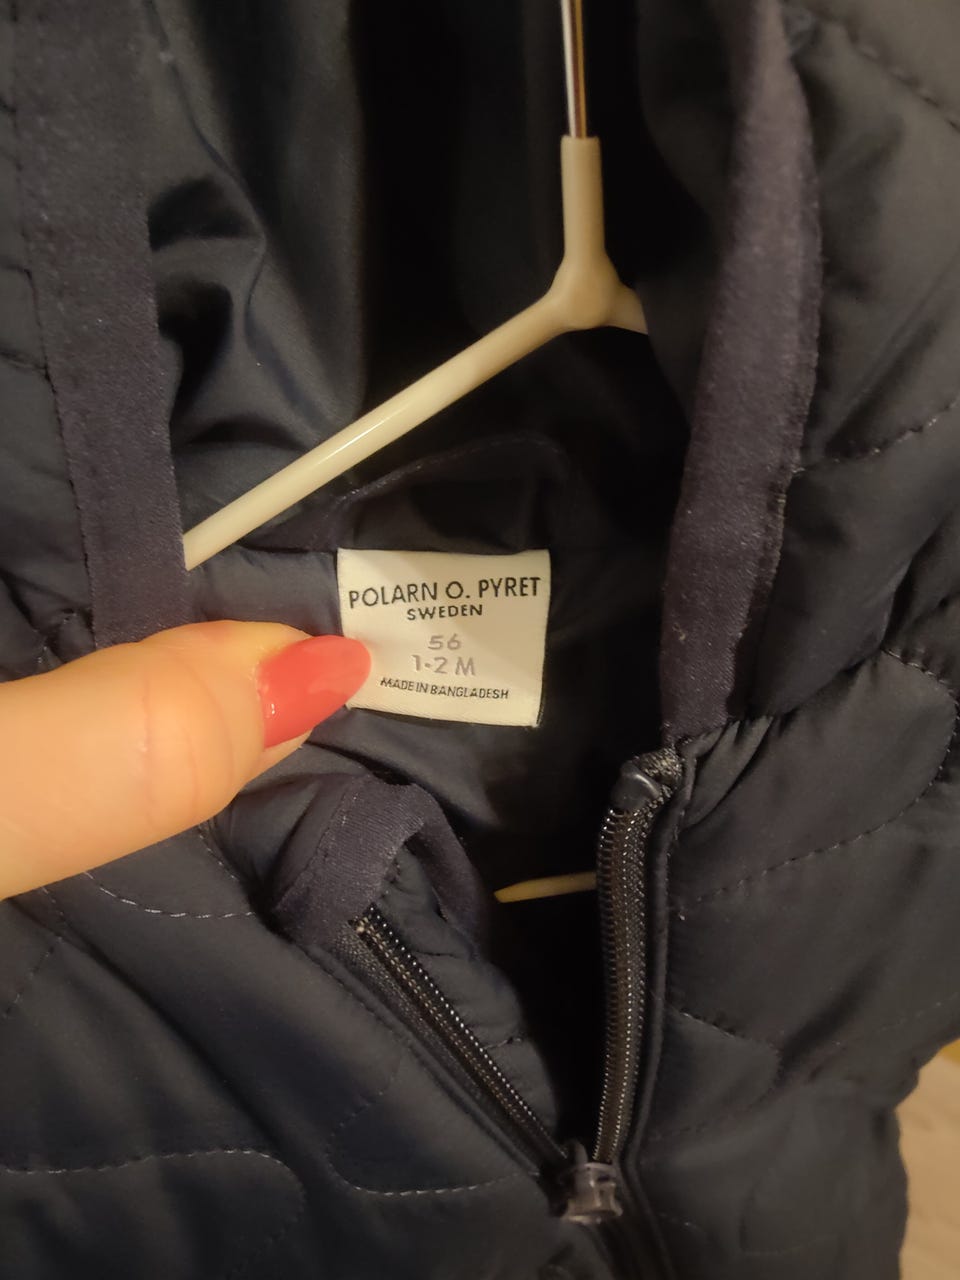 POLARN O. PYRET
SWEDEN
56
1-2 M
MADE IN BANGLADESH